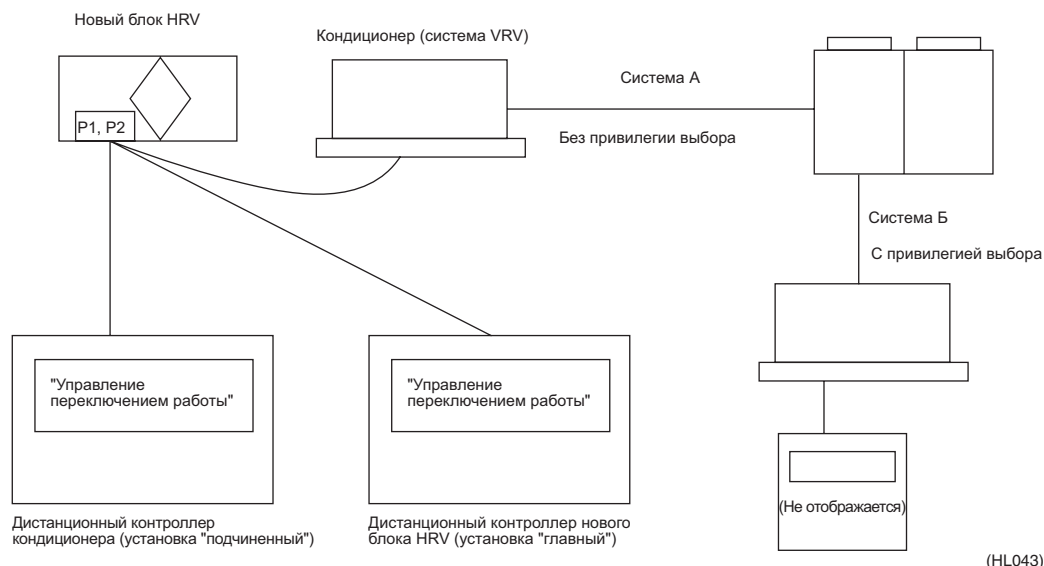 Новый блок HRV
Кондиционер (система VRV)
Система А
P1, P2
Без привилегии выбора
Система Б
С привилегией выбора
"Управление
переключением работы"
"Управление
переключением работы"
(Не отображается)
Дистанционный контроллер
кондиционера (установка "подчиненный")
Дистанционный контроллер нового
блока HRV (установка "главный")
(HL043)